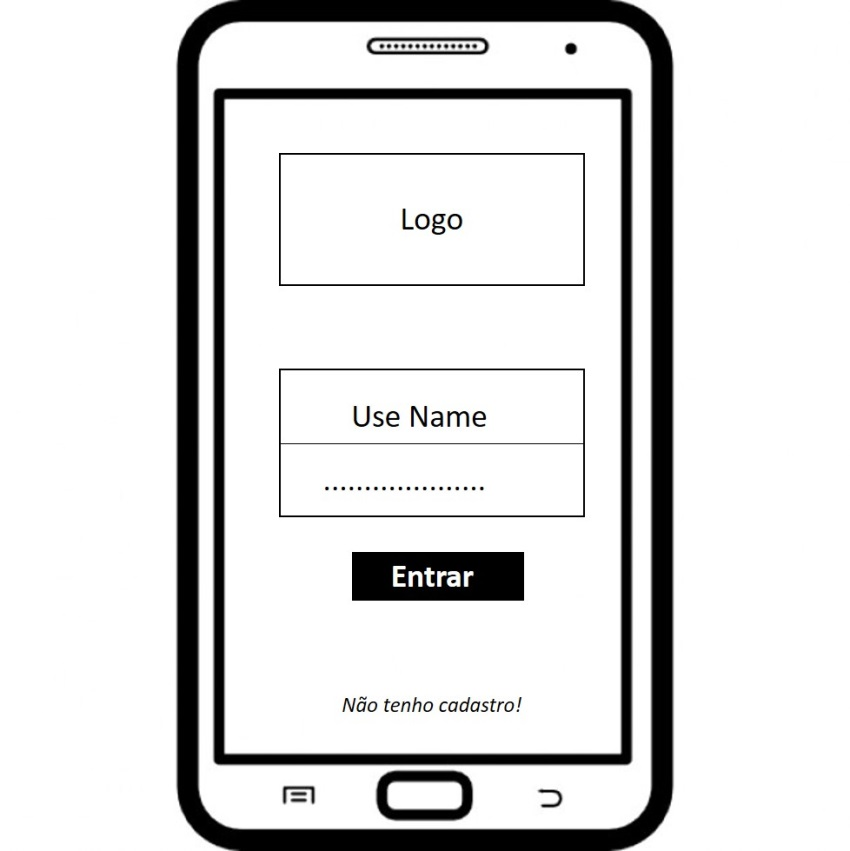 Logo
Use Name
....................
Entrar
Não tenho cadastro!